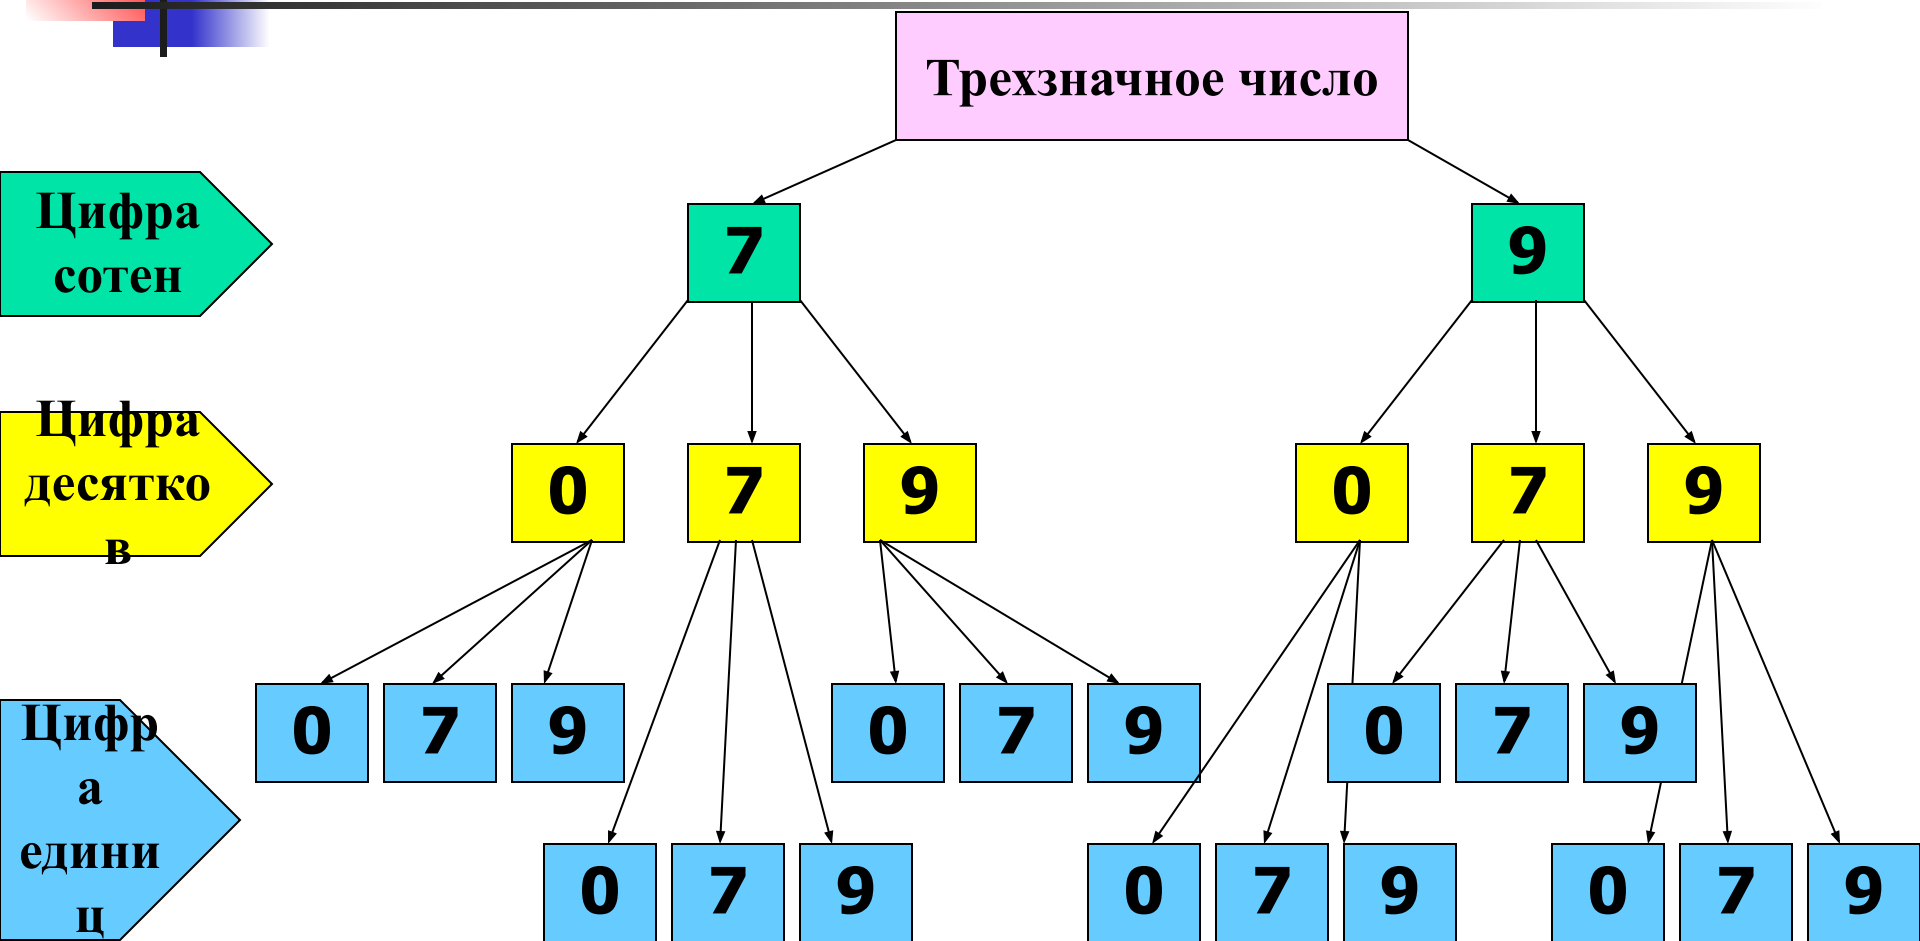 Трехзначное число
Цифра
сотен
7 9
Цифра
десятко
в
0 7 9 0 7 9
Цифр
а
едини
ц
0 7 9 0 7 9 0 7 9
0 7 9 0 7 9 0 7 9